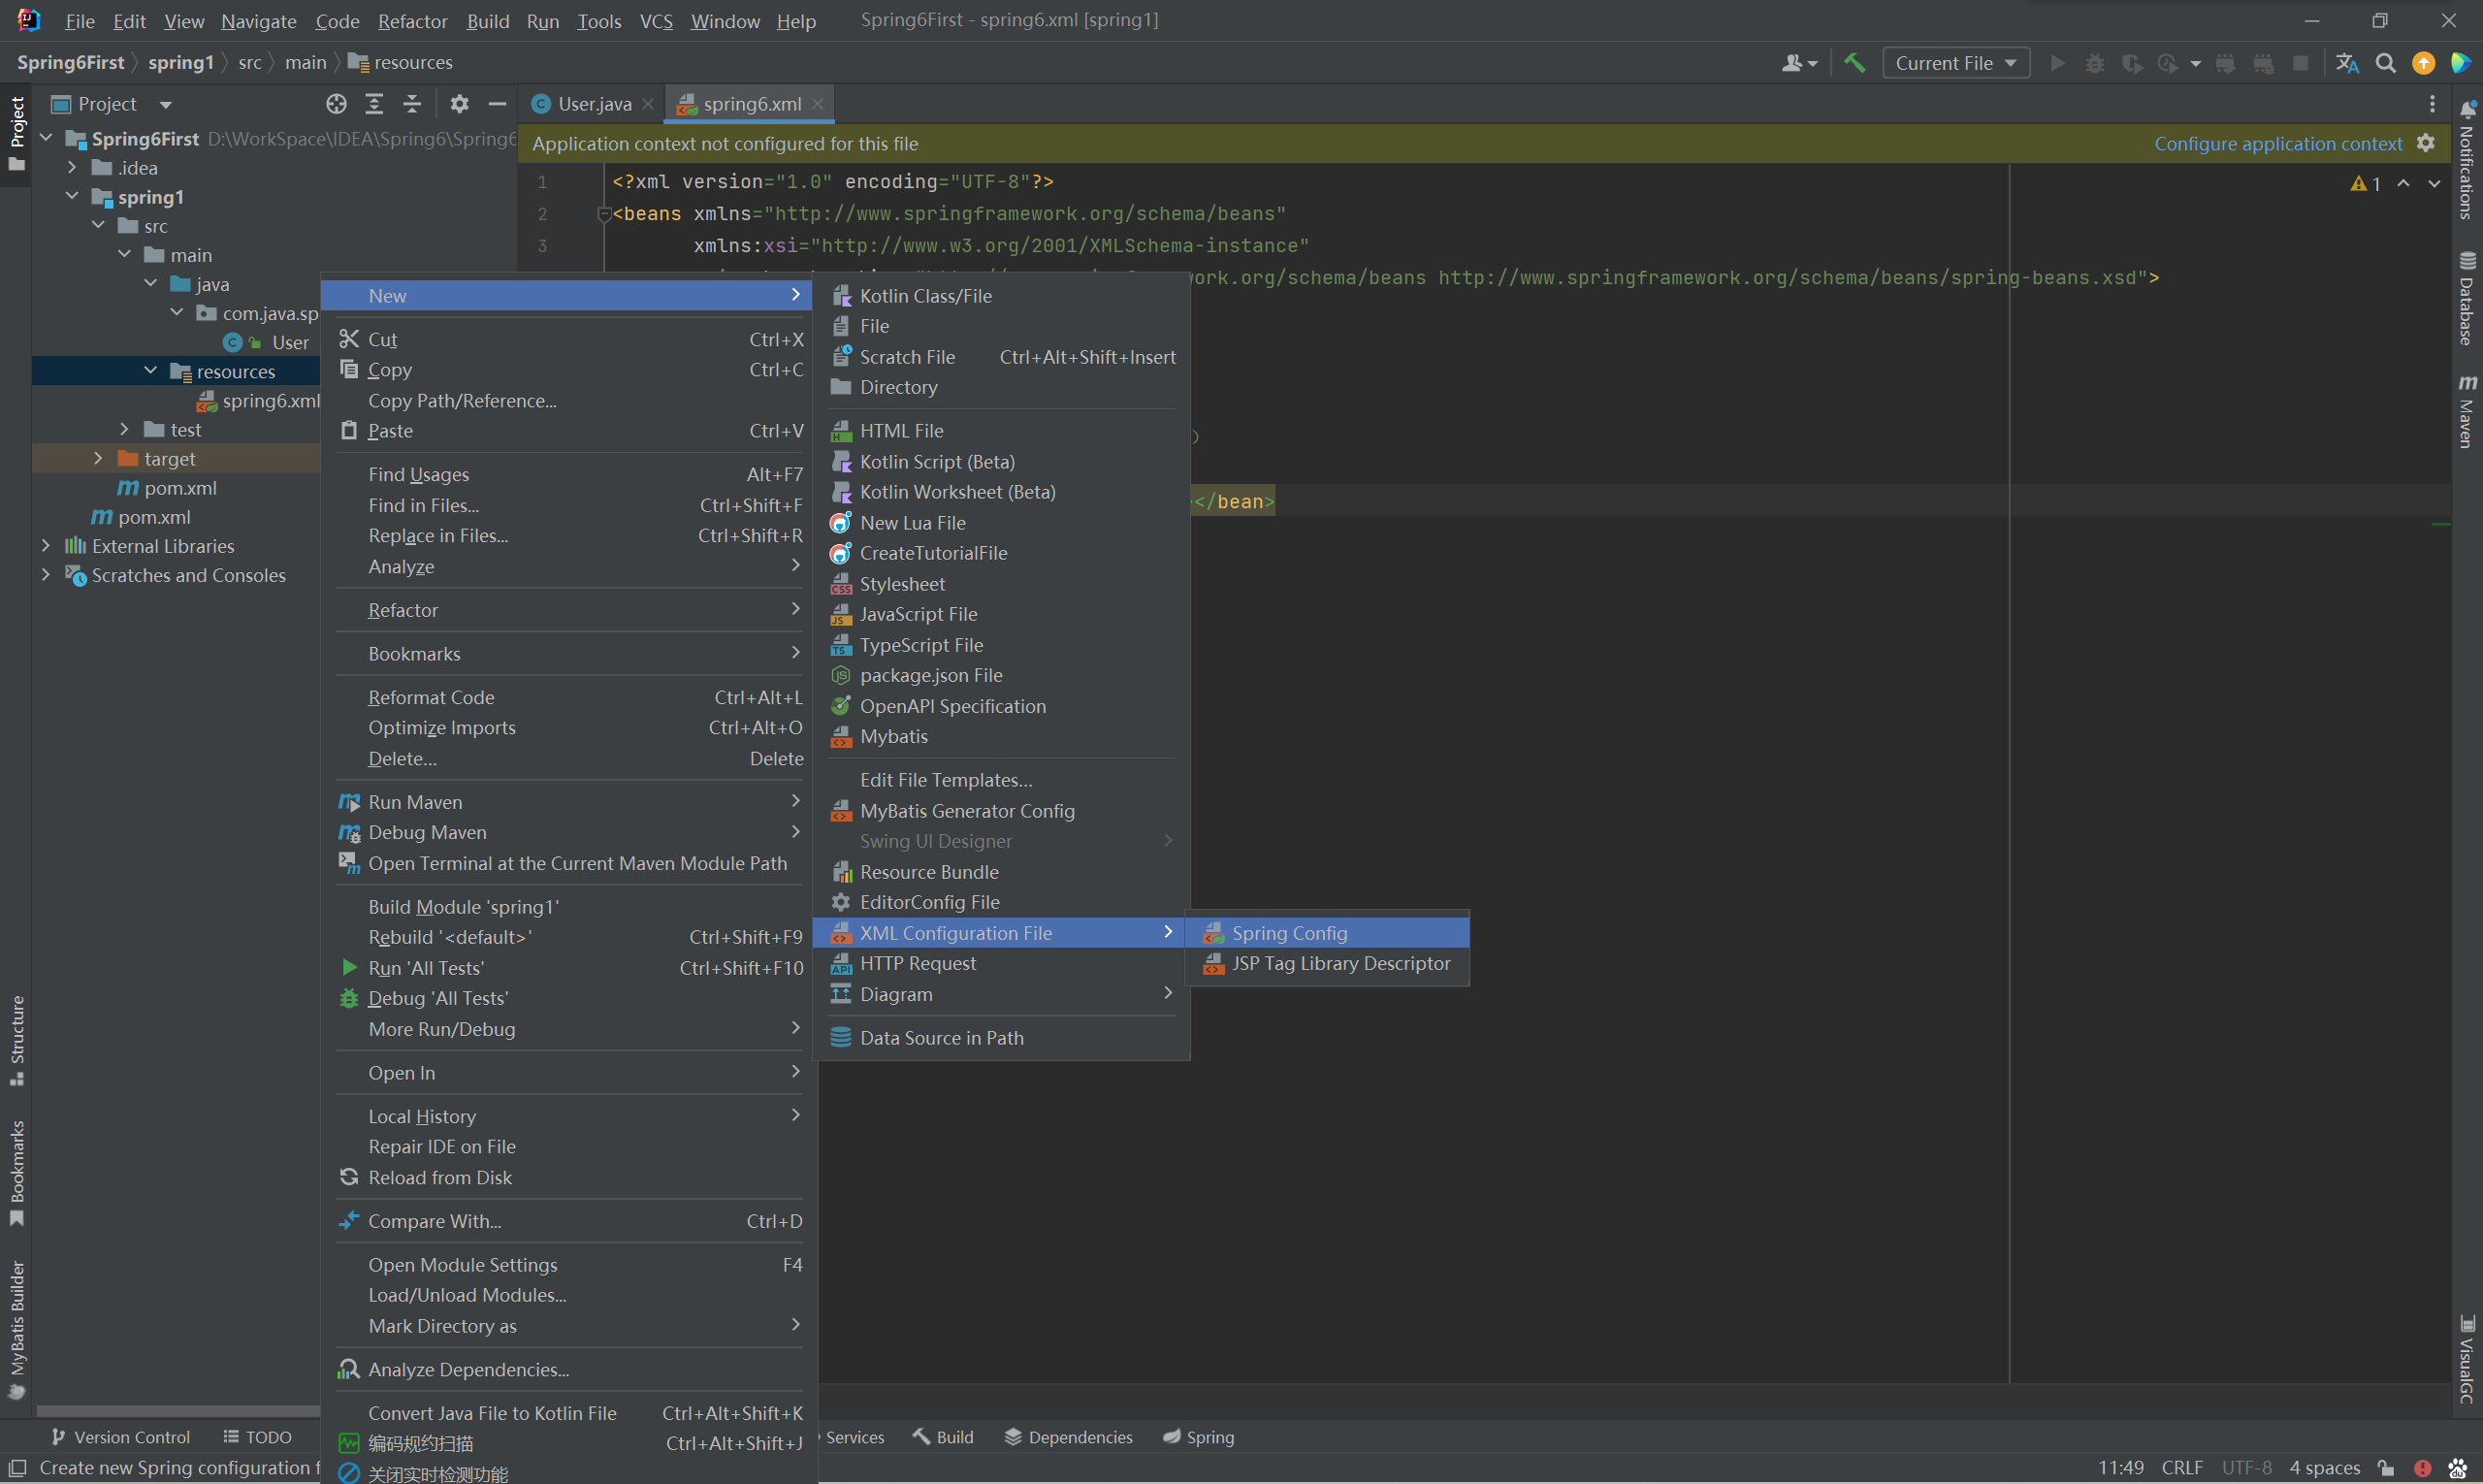 File Edit View Navigate Code Refactor Build Run Tools VCS Window Help Spring6First - spring6.xml [spring1]
Spring6First spring1 src main resources
Current File
Project
User.java
spring6.xml
Application context not configured for this file
Configure application context
Project
Spring6First D:\WorkSpace\IDEA\Spring6\Spring6
.idea
spring1
src
main
java
com.java.sp
User
resources
spring6.xml
test
target
pom.xml
pom.xml
External Libraries
Scratches and Consoles
1 <?xml version="1.0" encoding="UTF-8"?>
2 <beans xmlns="http://www.springframework.org/schema/beans"
3 xmlns:xsi="http://www.w3.org/2001/XMLSchema-instance"
ork.org/schema/beans http://www.springframework.org/schema/beans/spring-beans.xsd">
)
</bean>
1
New
Cut Ctrl+X
Copy Ctrl+C
Copy Path/Reference...
Paste Ctrl+V
Find Usages Alt+F7
Find in Files... Ctrl+Shift+F
Replace in Files... Ctrl+Shift+R
Analyze
Refactor
Bookmarks
Reformat Code Ctrl+Alt+L
Optimize Imports Ctrl+Alt+O
Delete... Delete
Run Maven
Debug Maven
Open Terminal at the Current Maven Module Path
Build Module 'spring1'
Rebuild '<default>' Ctrl+Shift+F9
Run 'All Tests' Ctrl+Shift+F10
Debug 'All Tests'
More Run/Debug
Open In
Local History
Repair IDE on File
Reload from Disk
Compare With... Ctrl+D
Open Module Settings F4
Load/Unload Modules...
Mark Directory as
Analyze Dependencies...
Convert Java File to Kotlin File Ctrl+Alt+Shift+K
编码规约扫描 Ctrl+Alt+Shift+J
关闭实时检测功能
Kotlin Class/File
File
Scratch File Ctrl+Alt+Shift+Insert
Directory
HTML File
Kotlin Script (Beta)
Kotlin Worksheet (Beta)
New Lua File
CreateTutorialFile
Stylesheet
JavaScript File
TypeScript File
package.json File
OpenAPI Specification
Mybatis
Edit File Templates...
MyBatis Generator Config
Swing UI Designer
Resource Bundle
EditorConfig File
XML Configuration File
HTTP Request
Diagram
Data Source in Path
Spring Config
JSP Tag Library Descriptor
Structure
Bookmarks
MyBatis Builder
Notifications
Database
Maven
VisualGC
Version Control TODO Services Build Dependencies Spring
Create new Spring configuration f
11:49 CRLF UTF-8 4 spaces